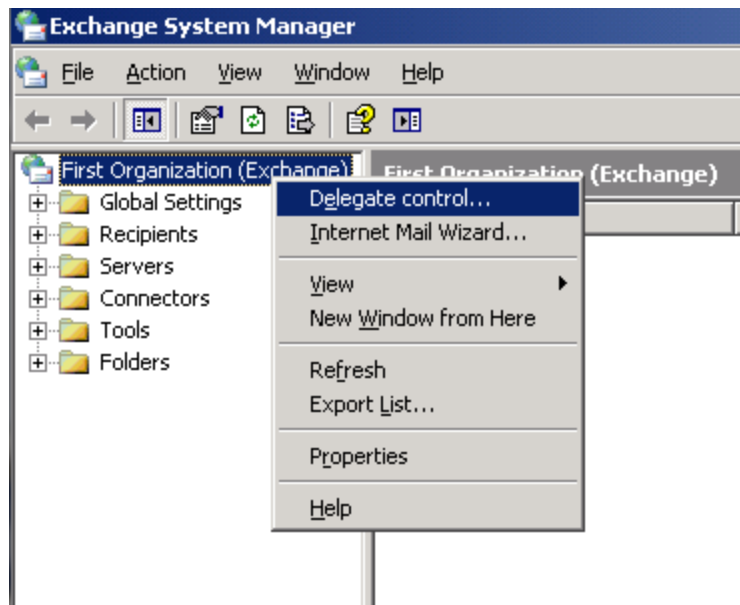 Exchange System Manager
File Action View Window Help
First Organization (Exchange)
First Organization (Exchange)
Global Settings
Recipients
Servers
Connectors
Tools
Folders
Delegate control...
Internet Mail Wizard...
View
New Window from Here
Refresh
Export List...
Properties
Help